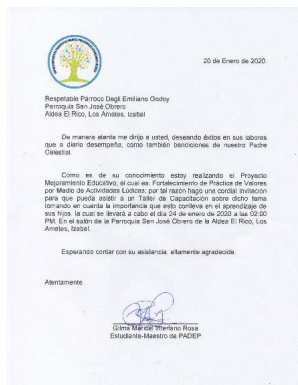 20 de Enero de 2020.
Respetable Párroco Degli Emiliano Godoy
Parroquia San José Obrero
Aldea El Rico, Los Amates, Izabal
De manera atenta me dirijo a usted, deseando éxitos en sus labores
que a diario desempeña, como también bendiciones de nuestro Padre
Celestial.
Como es de su conocimiento estoy realizando el Proyecto
Mejoramiento Educativo, el cual es: Fortalecimiento de Práctica de Valores
por Medio de Actividades Lúdicas; por tal razón hago una cordial invitación
para que pueda asistir a un Taller de Capacitación sobre dicho tema
tomando en cuenta la importancia que esto conlleva en el aprendizaje de
sus hijos, la cual se llevará a cabo el día 24 de enero 2020 a las 02:00
PM. En el salón de la Parroquia San José Obrero de la Aldea El Rico, Los
Amates, Izabal.
Esperando contar con su asistencia, altamente agradecida.
Atentamente.
Gilma Maricel Interiano Rosa
Estudiante-Maestro de PADEP